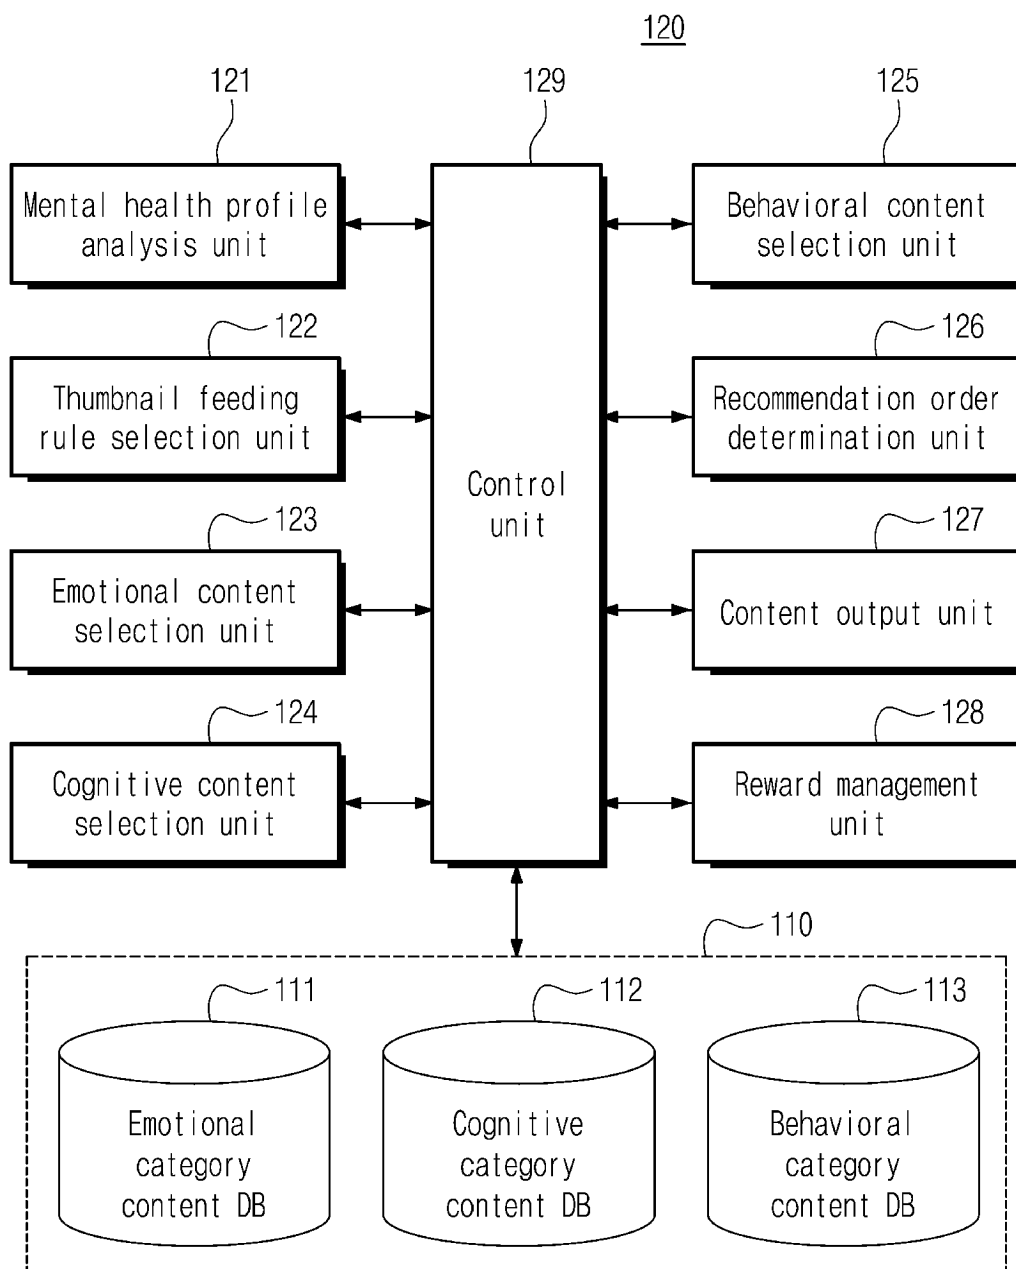 120
121
129
125
Mental health profile
analysis unit
Behavioral content
selection unit
122
126
Thumbnail feeding
rule selection unit
Recommendation order
determination unit
Control
unit
123
127
Emotional content
selection unit
Content output unit
124
128
Cognitive content
selection unit
Reward management
unit
110
111
112
113
Emotional
category
content DB
Cognitive
category
content DB
Behavioral
category
content DB